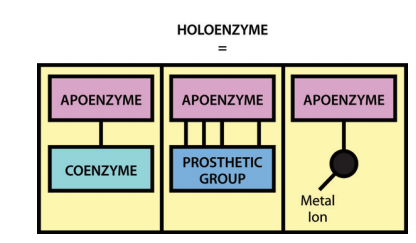 HOLOENZYME
=
APOENZYME
COENZYME
APOENZYME
PROSTHETIC
GROUP
APOENZYME
Metal
Ion